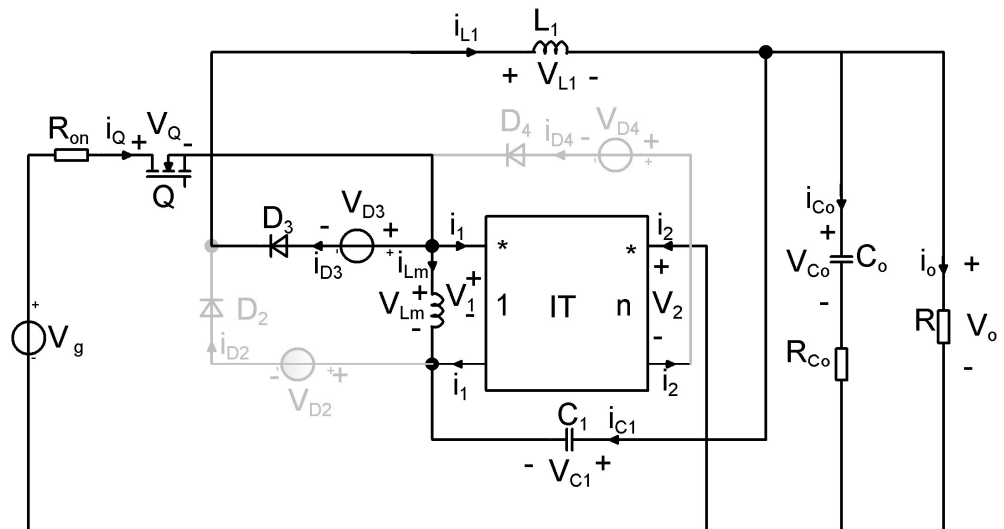 i_L1 L_1
+ V_L1 -
R_on i_Q + V_Q -
Q
D_4 i_D4 - V_D4 +
D_3 - V_D3 +
i_D3
i_1 i_2
* *
i_Lm
+ V_Lm -
V_1 + -
1 IT n
+ V_2 -
i_1 i_2
D_2
i_D2
- V_D2 +
C_1 i_C1
- V_C1 +
+ V_g -
i_Co
+ V_Co - C_o
R_Co
i_o
R + V_o -